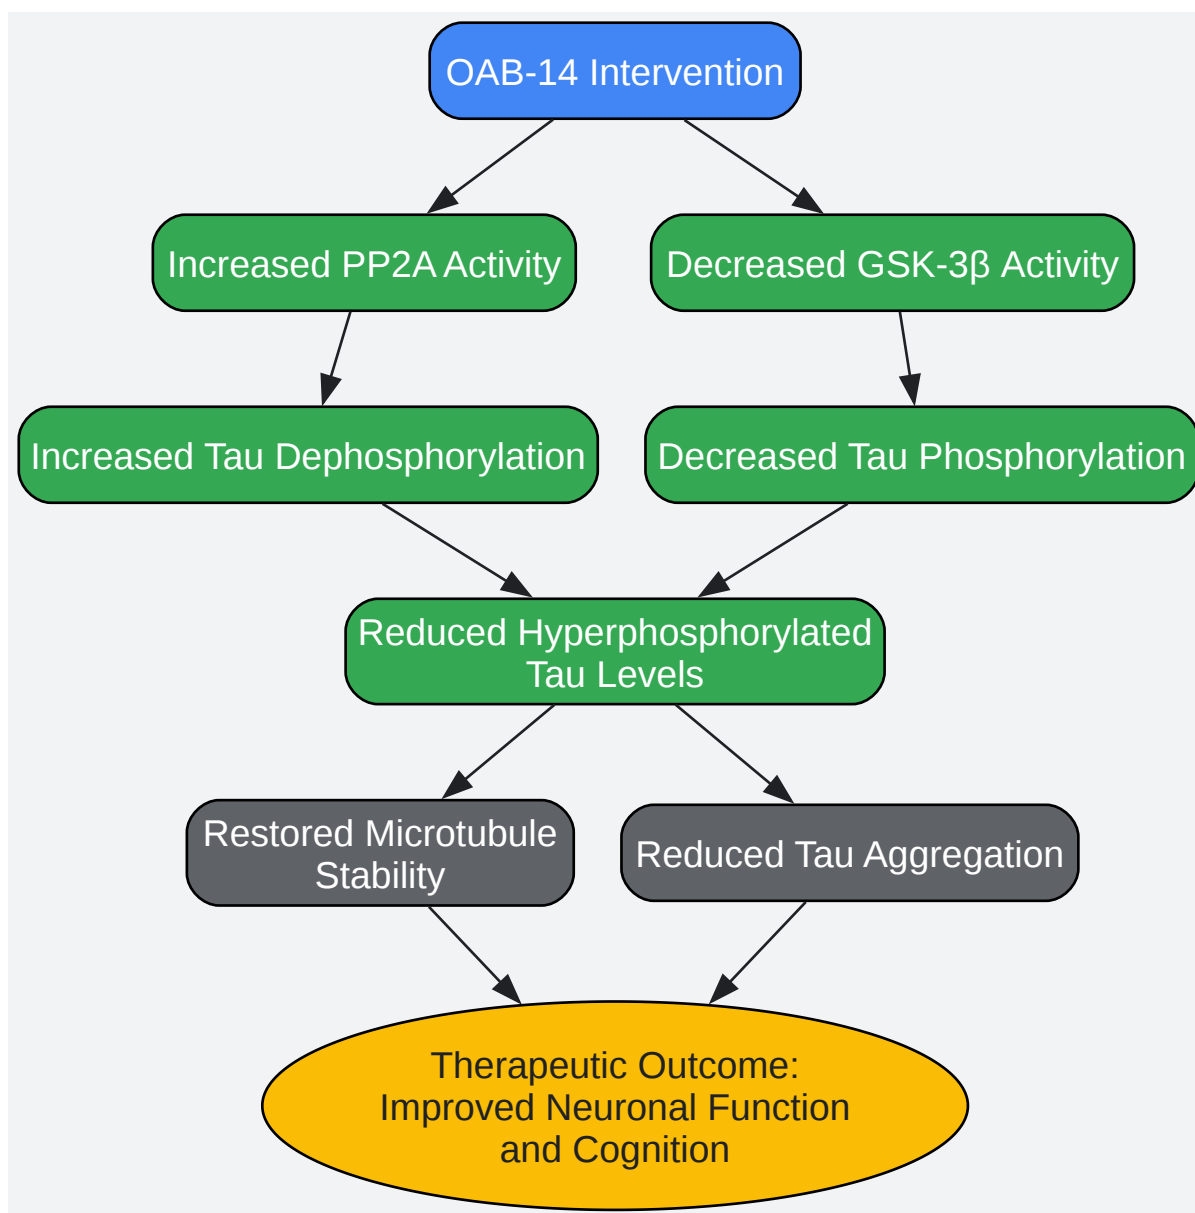 OAB-14 Intervention
Increased PP2A Activity
Decreased GSK-3β Activity
Increased Tau Dephosphorylation
Decreased Tau Phosphorylation
Reduced Hyperphosphorylated
Tau Levels
Restored Microtubule
Stability
Reduced Tau Aggregation
Therapeutic Outcome:
Improved Neuronal Function
and Cognition